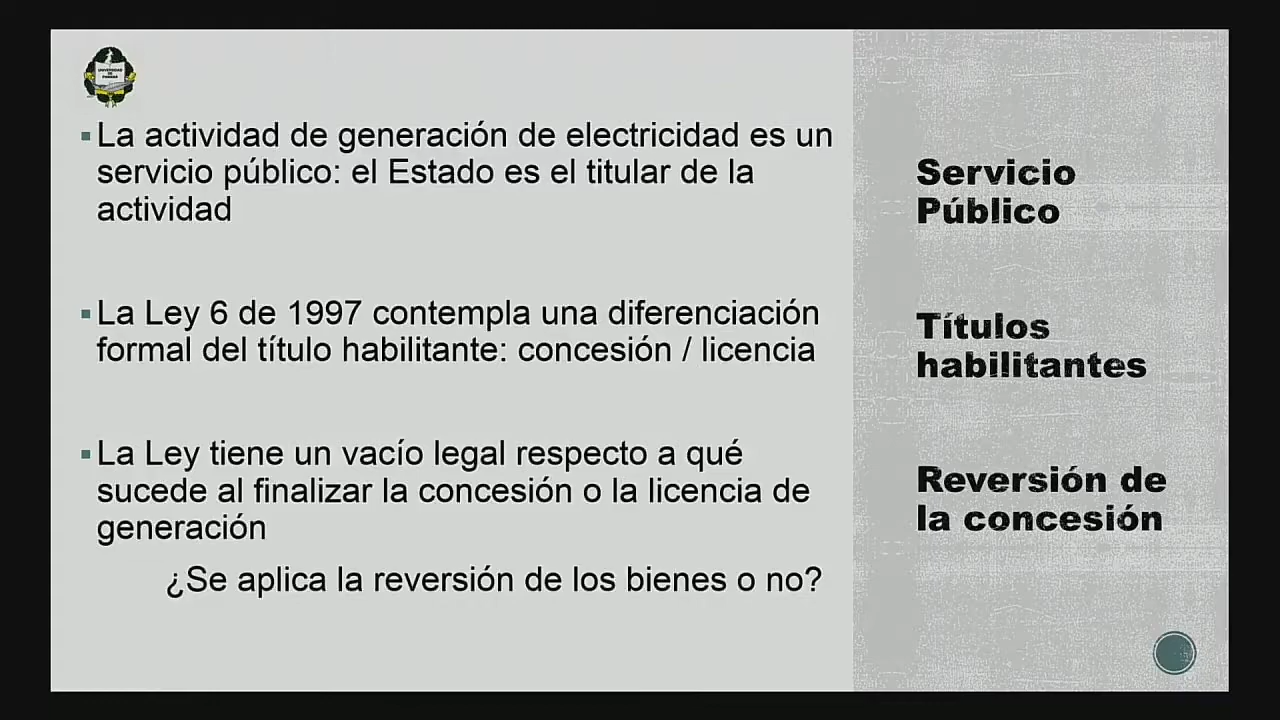 UNIVERSIDAD
DE
PANAMÁ
La actividad de generación de electricidad es un
servicio público: el Estado es el titular de la
actividad
Servicio
Público
La Ley 6 de 1997 contempla una diferenciación
formal del título habilitante: concesión / licencia
Títulos
habilitantes
La Ley tiene un vacío legal respecto a qué
sucede al finalizar la concesión o la licencia de
generación
¿Se aplica la reversión de los bienes o no?
Reversión de
la concesión